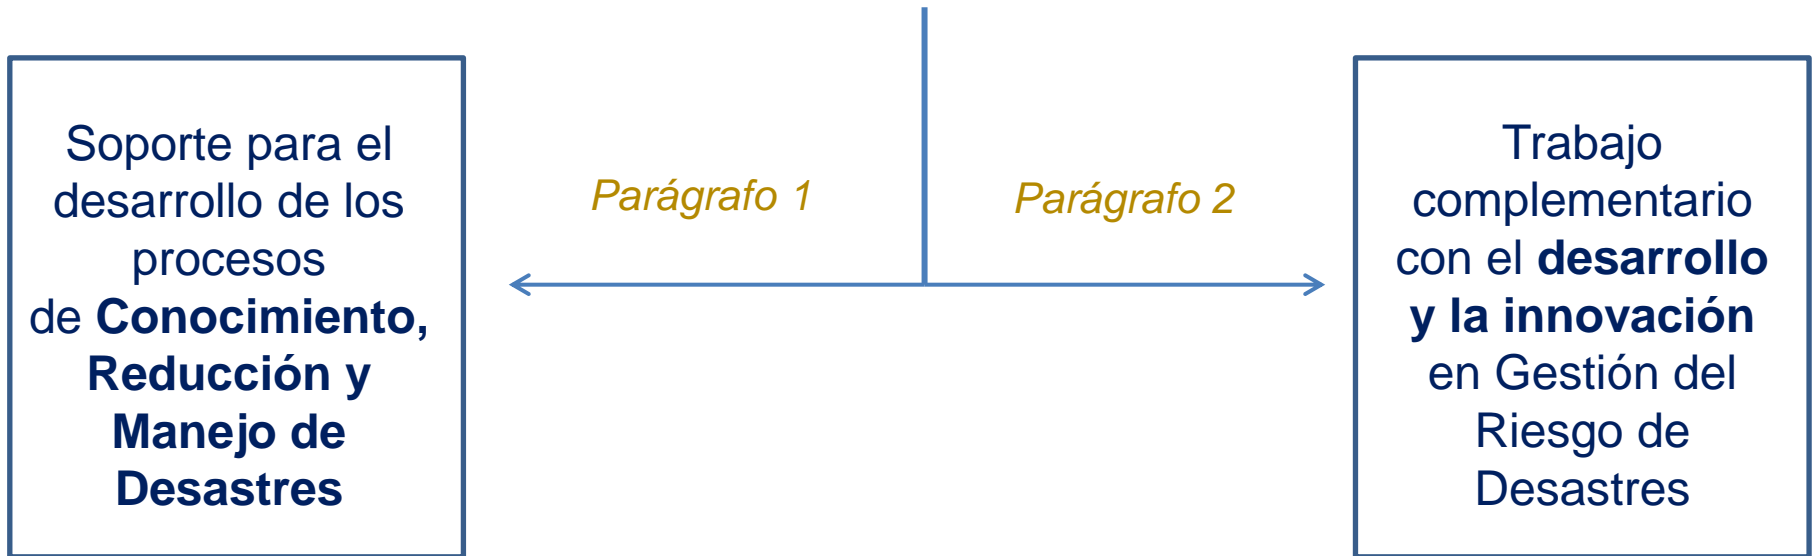 Soporte para el
desarrollo de los
procesos
de Conocimiento,
Reducción y
Manejo de
Desastres
Parágrafo 1
Parágrafo 2
Trabajo
complementario
con el desarrollo
y la innovación
en Gestión del
Riesgo de
Desastres